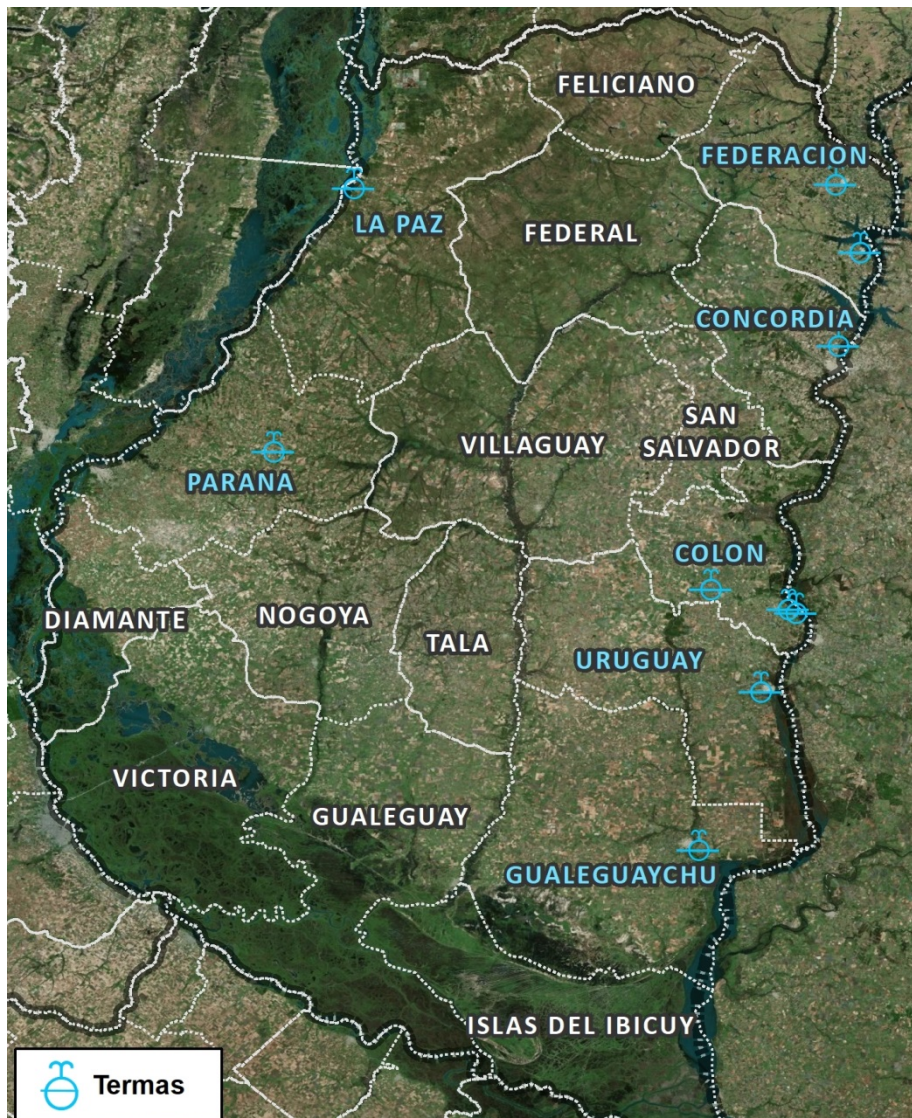 FELICIANO
FEDERACION
LA PAZ
FEDERAL
CONCORDIA
SAN
SALVADOR
VILLAGUAY
PARANA
COLON
DIAMANTE
NOGOYA
TALA
URUGUAY
VICTORIA
GUALEGUAY
GUALEGUAYCHU
ISLAS DEL IBICUY
Termas